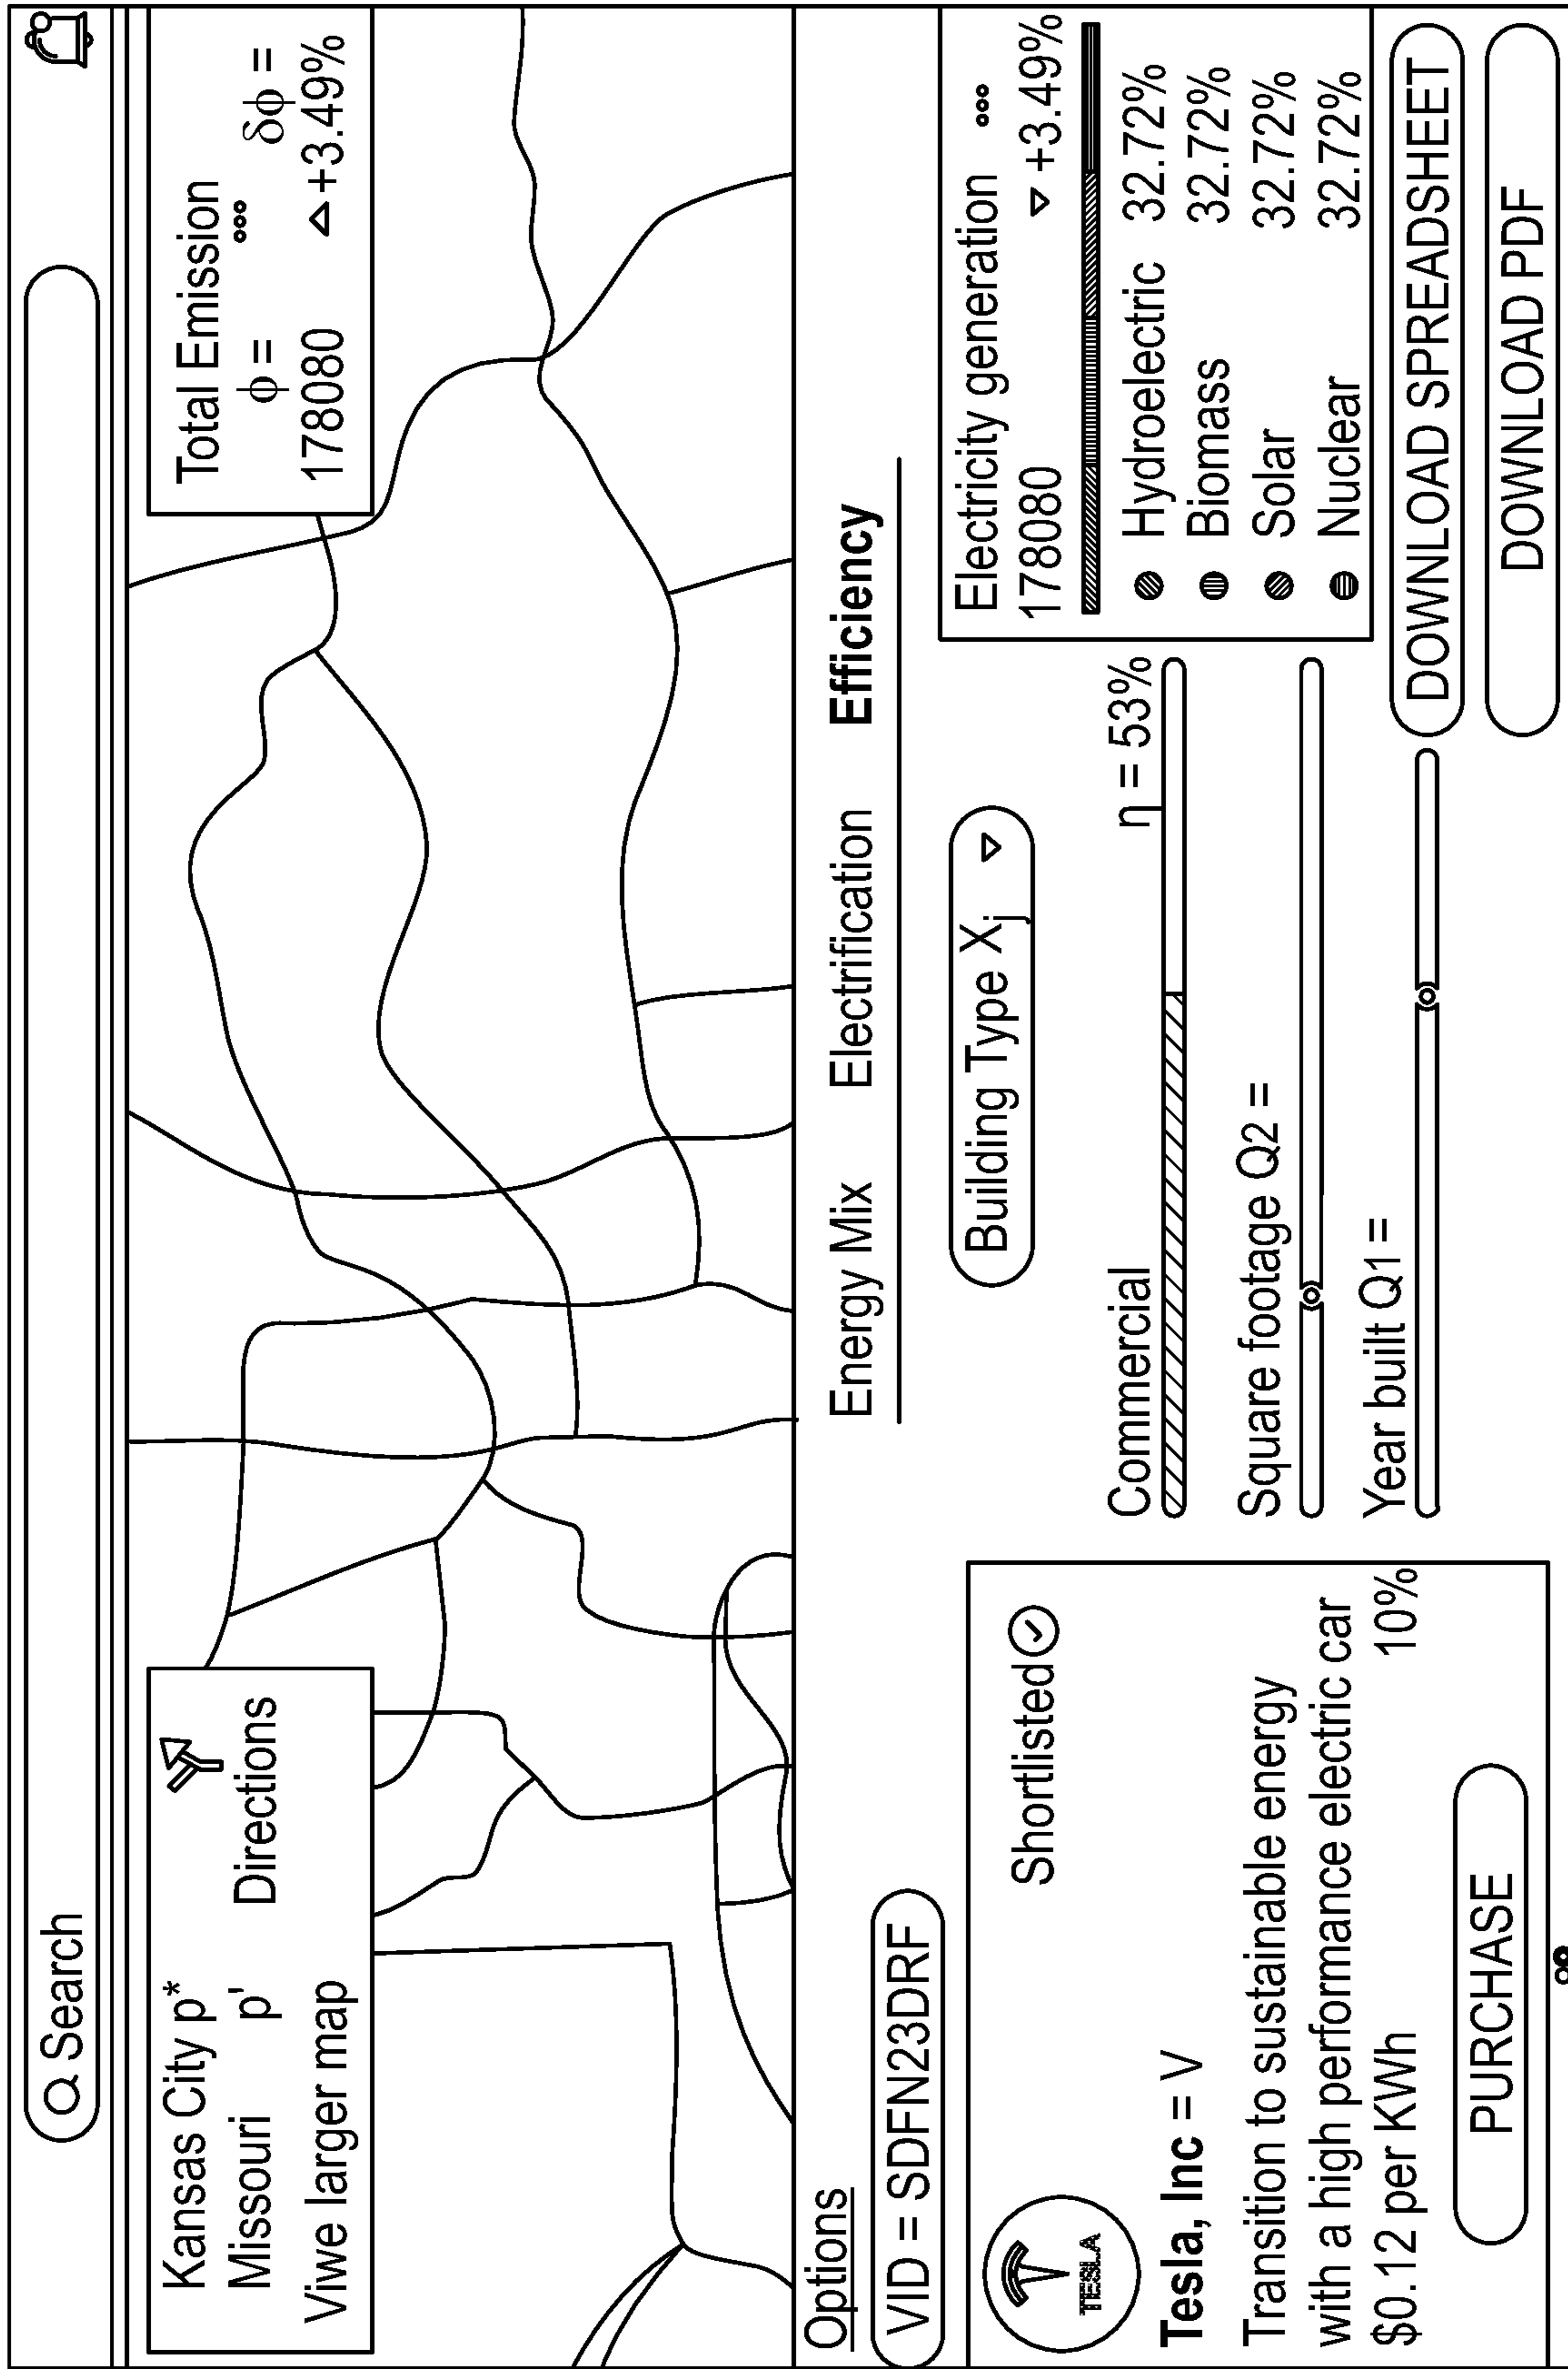 Search
Kansas City p*
Missouri p' Directions
Viwe larger map
Total Emission
ϕ = °°° δϕ =
178080 △ +3.49%
Options
Energy Mix Electrification Efficiency
VID = SDFN23DRF
Shortlisted
TESLA
Tesla, Inc = V
Transition to sustainable energy
with a high performance electric car
$0.12 per KWh 10%
PURCHASE
Building Type Xj ▽
Commercial η = 53%
Square footage Q2 =
Year built Q1 =
Electricity generation °°°
178080 ▽ +3.49%
Hydroelectric 32.72%
Biomass 32.72%
Solar 32.72%
Nuclear 32.72%
DOWNLOAD SPREADSHEET
DOWNLOAD PDF